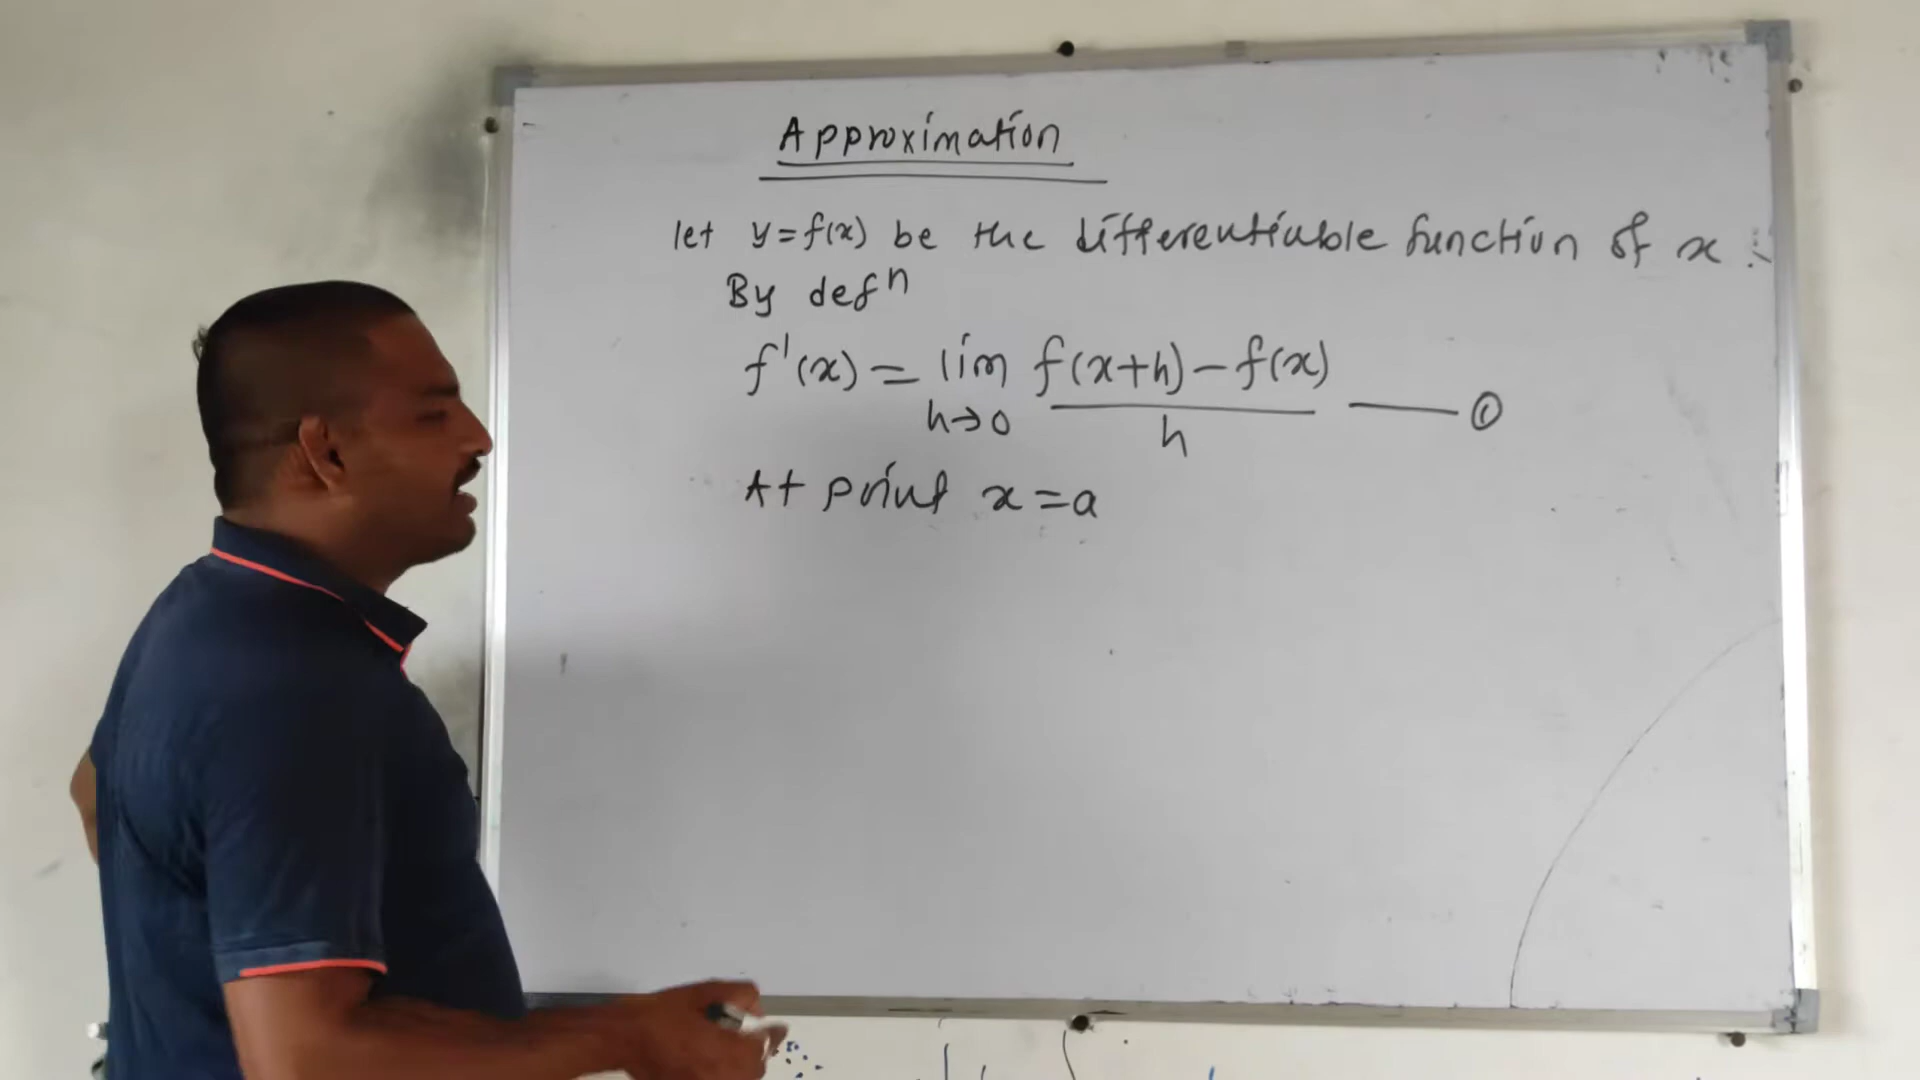 Approximation
let y=f(x) be the differentiable function of x .
By defⁿ
f'(x) = lim f(x+h)-f(x)
h→0 h ①
At point x=a